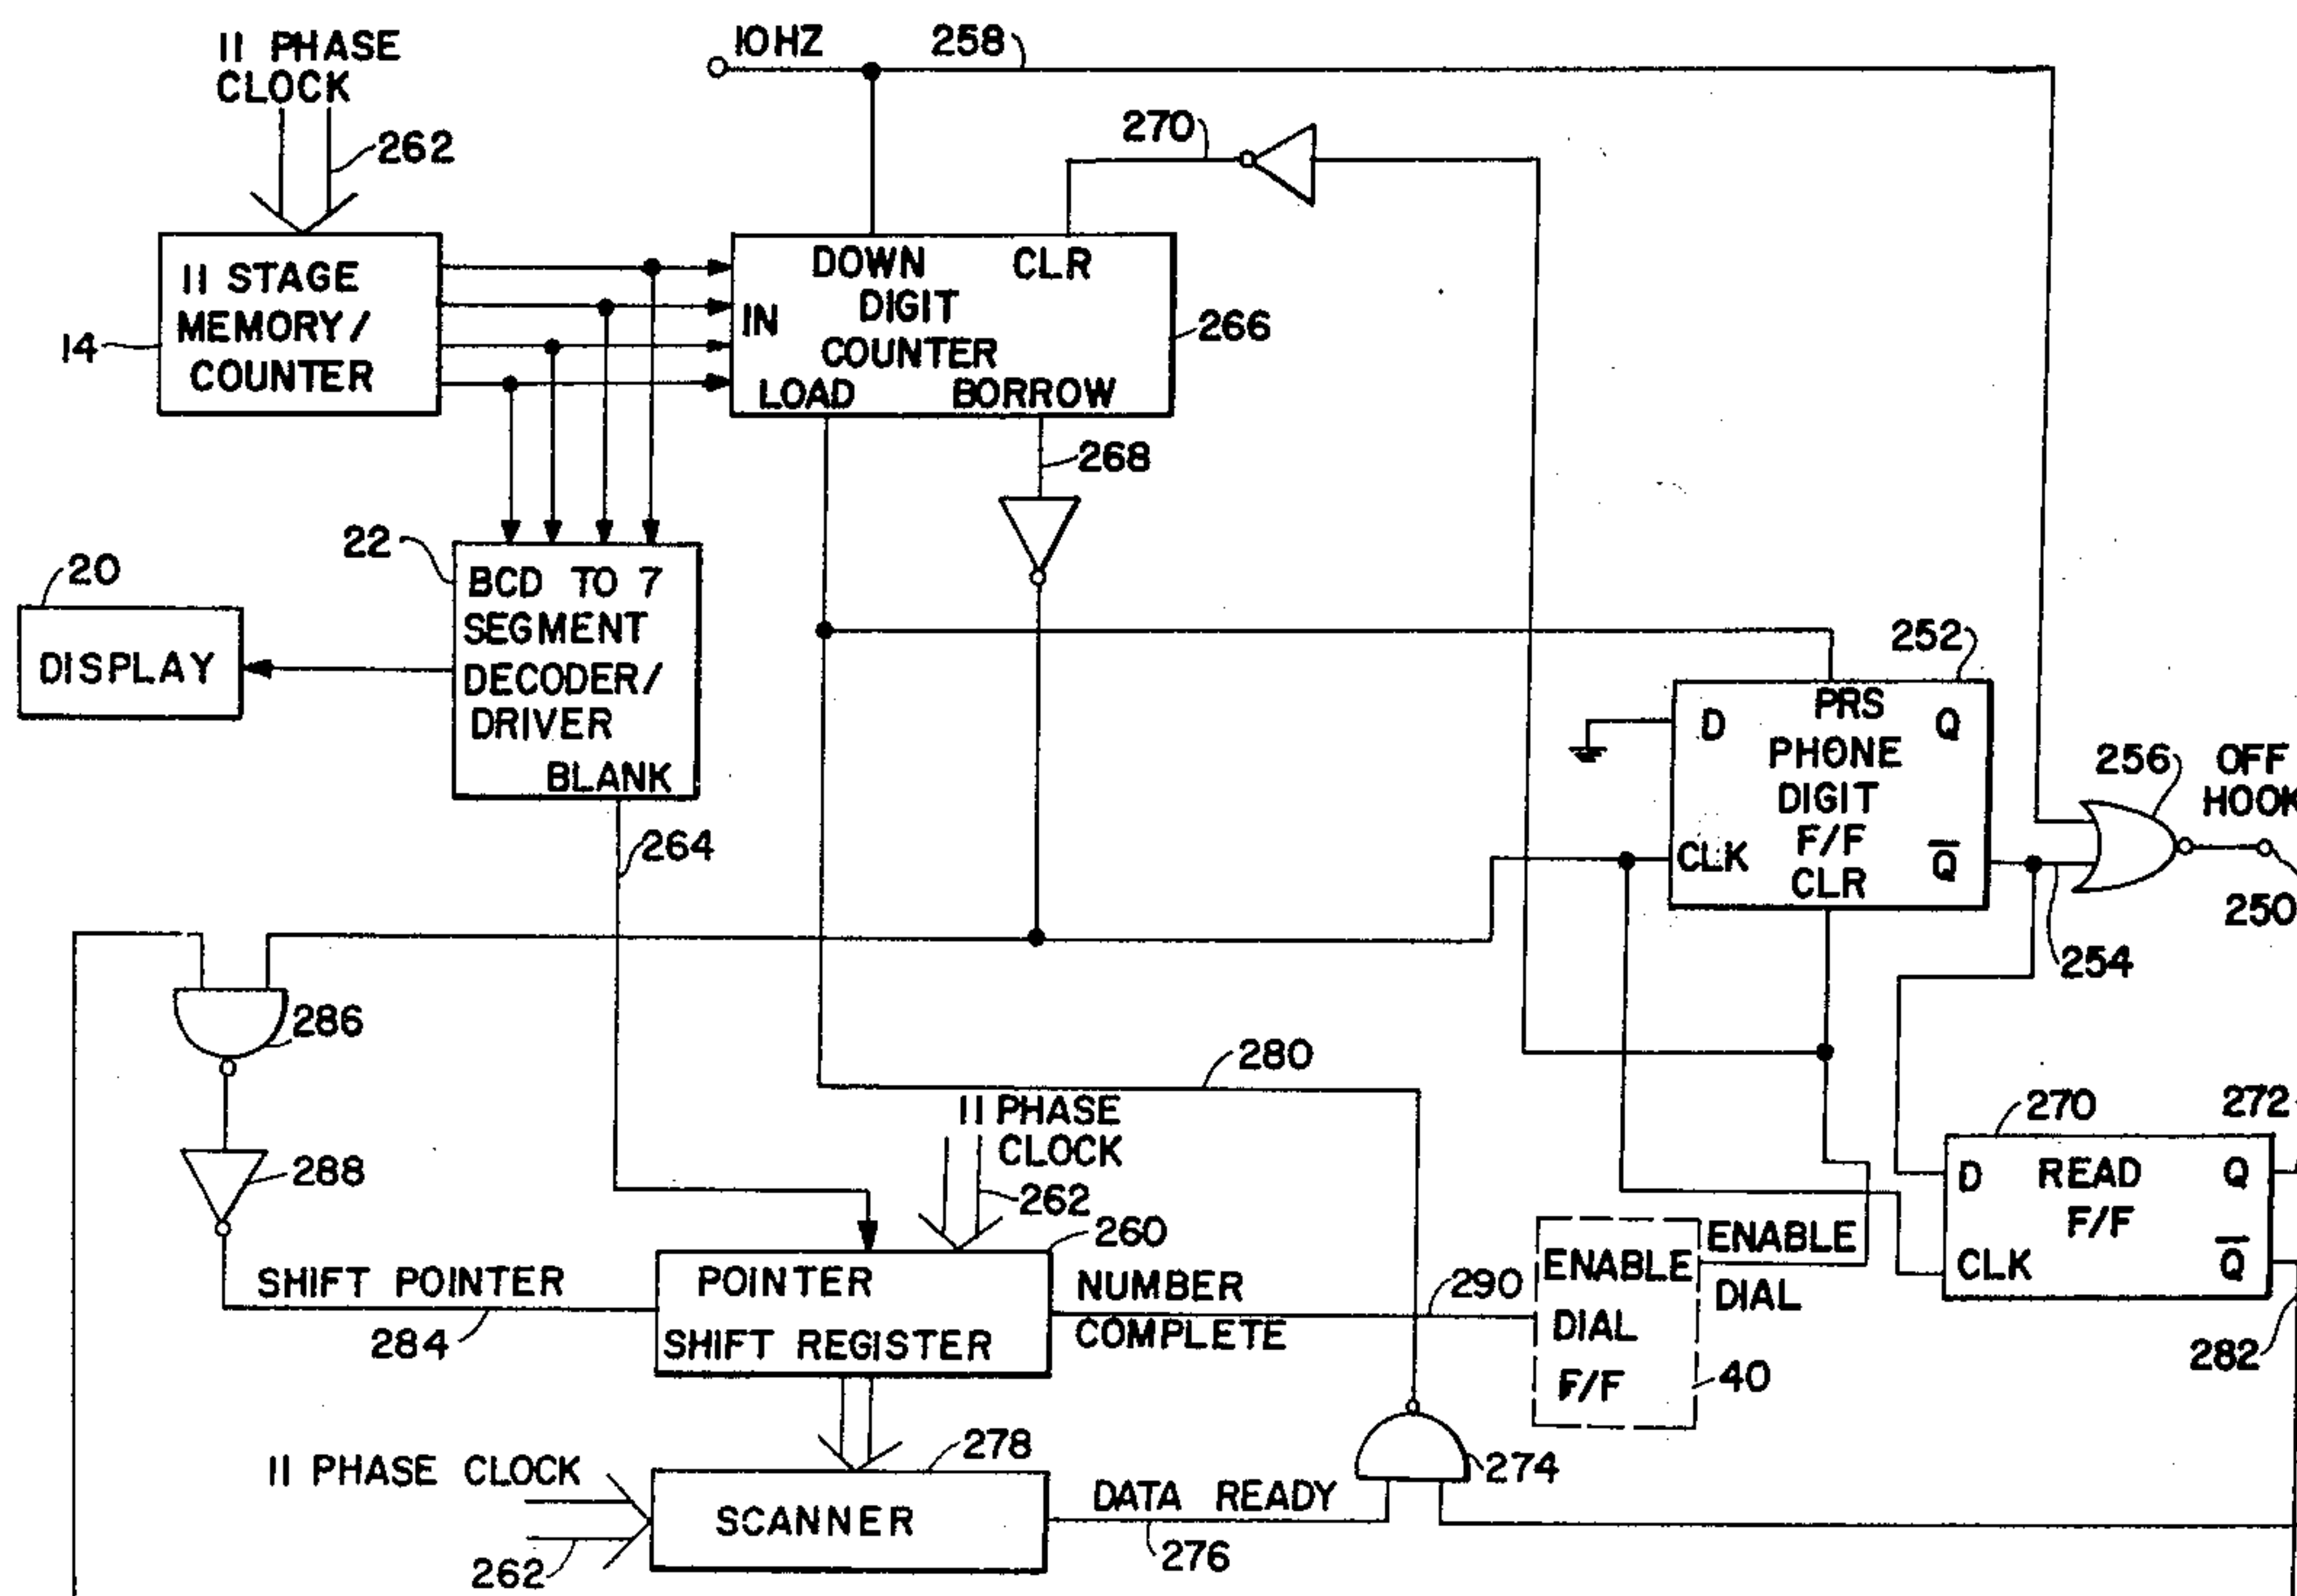 11 PHASE
CLOCK
262
10HZ
258
270
11 STAGE
MEMORY/
COUNTER
14
DOWN
CLR
DIGIT
IN
COUNTER
LOAD
BORROW
266
268
22
BCD TO 7
SEGMENT
DECODER/
DRIVER
BLANK
20
DISPLAY
264
252
PRS
D
Q
PHONE
DIGIT
F/F
CLK
CLR
Q̅
256
OFF
HOOK
250
254
286
288
280
11 PHASE
CLOCK
262
260
270
272
D
READ
F/F
Q
CLK
Q̅
282
SHIFT POINTER
284
POINTER
SHIFT REGISTER
NUMBER
COMPLETE
290
ENABLE
DIAL
F/F
40
ENABLE
DIAL
274
11 PHASE CLOCK
262
278
SCANNER
DATA READY
276